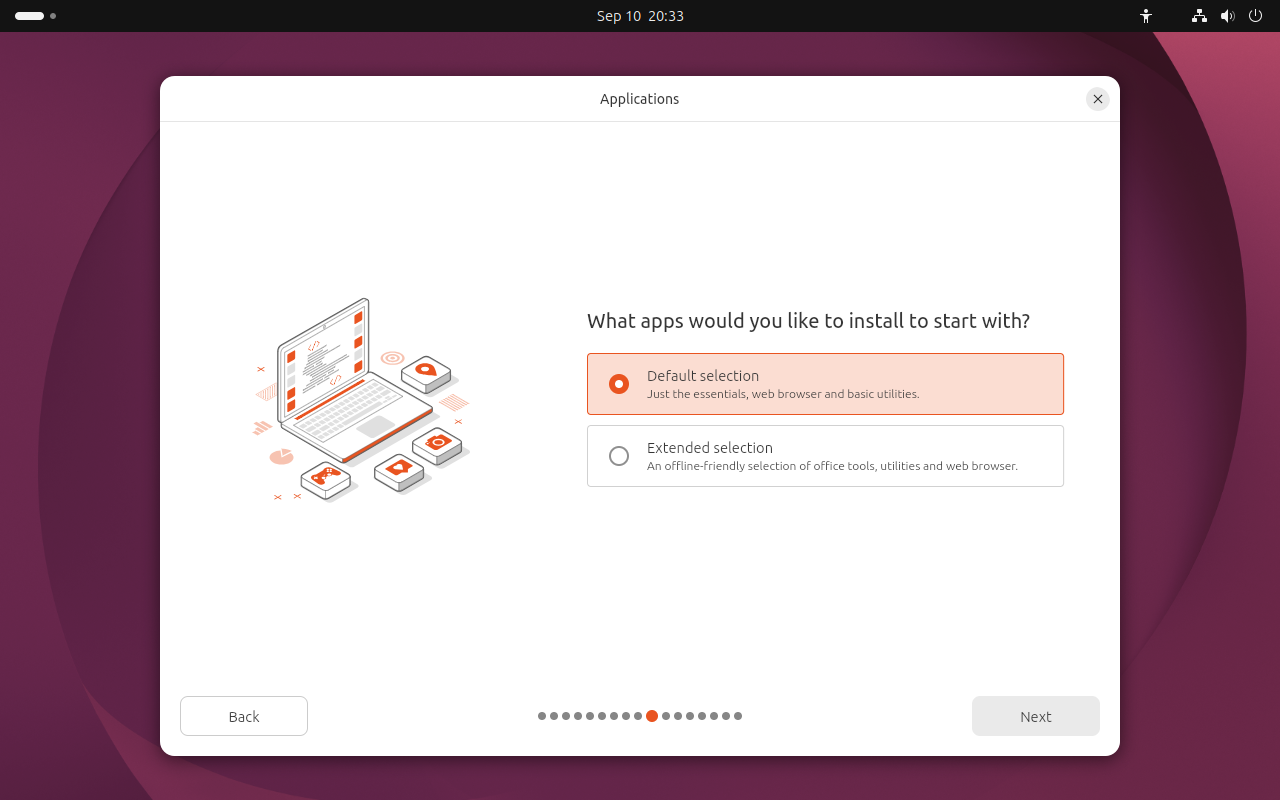 Sep 10 20:33
Applications
What apps would you like to install to start with?
Default selection
Just the essentials, web browser and basic utilities.
Extended selection
An offline-friendly selection of office tools, utilities and web browser.
Back
Next